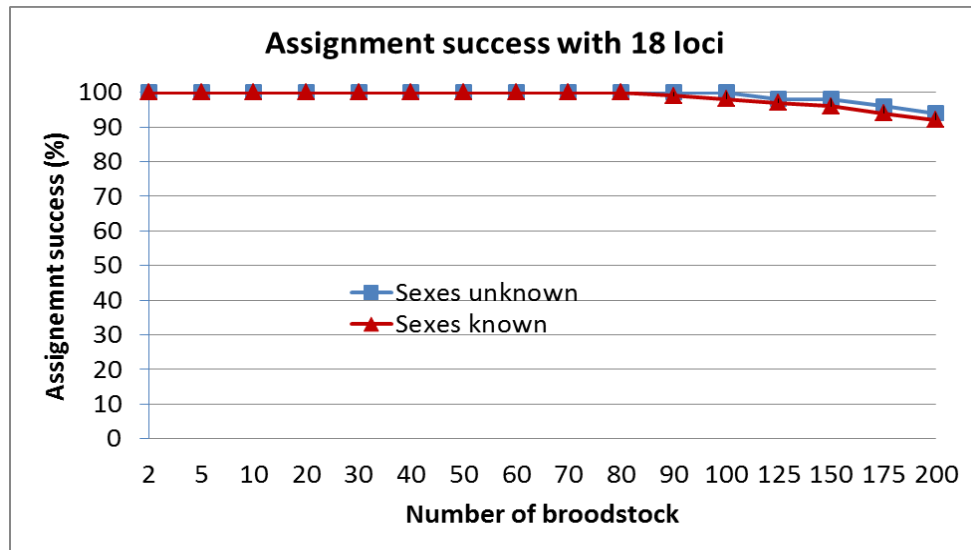 Assignment success with 18 loci
Assignemnt success (%)
100
90
80
70
60
50
40
30
20
10
0
Sexes unknown
Sexes known
2 5 10 20 30 40 50 60 70 80 90 100 125 150 175 200
Number of broodstock